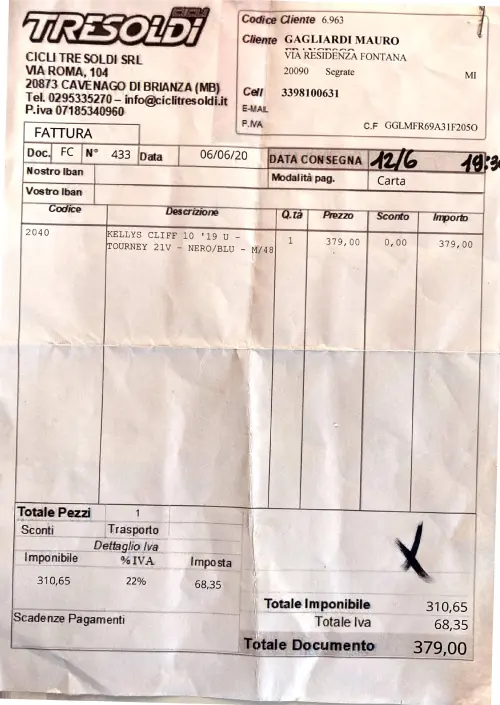 CICLI
TRESOLDI
CICLI TRE SOLDI SRL
VIA ROMA, 104
20873 CAVENAGO DI BRIANZA (MB)
Tel. 0295335270 – info@ciclitresoldi.it
P.iva 07185340960
Codice Cliente 6.963
Cliente GAGLIARDI MAURO
VIA RESIDENZA FONTANA
20090 Segrate MI
Cell 3398100631
E-MAIL
P.IVA C.F GGLMFR69A31F205O
FATTURA
Doc. FC N° 433 Data 06/06/20 DATA CONSEGNA 12/6
Nostro Iban Modalità pag. Carta
Vostro Iban
Codice Descrizione Q.tà Prezzo Sconto Importo
2040 KELLYS CLIFF 10 '19 U - 1 379,00 0,00 379,00
TOURNEY 21V - NERO/BLU - M/48
Totale Pezzi 1
Sconti Trasporto
Dettaglio Iva
Imponibile %IVA Imposta
310,65 22% 68,35
Totale Imponibile 310,65
Totale Iva 68,35
Scadenze Pagamenti
Totale Documento 379,00